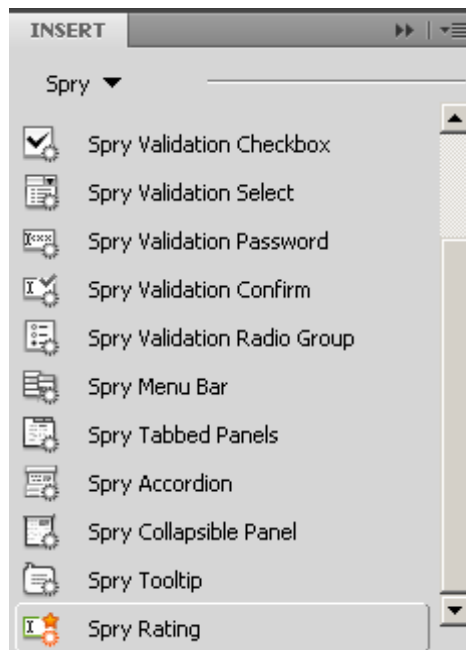 INSERT
Spry
Spry Validation Checkbox
Spry Validation Select
Spry Validation Password
Spry Validation Confirm
Spry Validation Radio Group
Spry Menu Bar
Spry Tabbed Panels
Spry Accordion
Spry Collapsible Panel
Spry Tooltip
Spry Rating